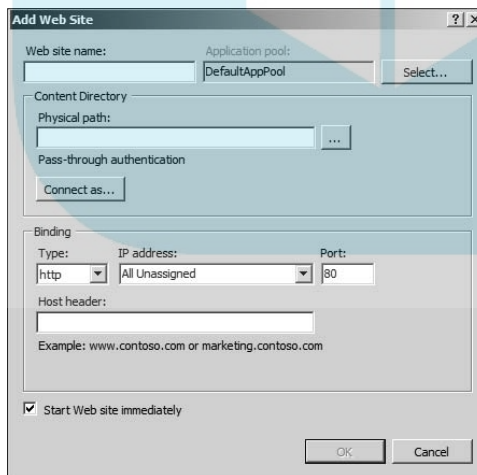 Add Web Site
Web site name:
Application pool:
DefaultAppPool
Select...
Content Directory
Physical path:
...
Pass-through authentication
Connect as...
Binding
Type:
IP address:
Port:
http
All Unassigned
80
Host header:
Example: www.contoso.com or marketing.contoso.com
Start Web site immediately
OK
Cancel